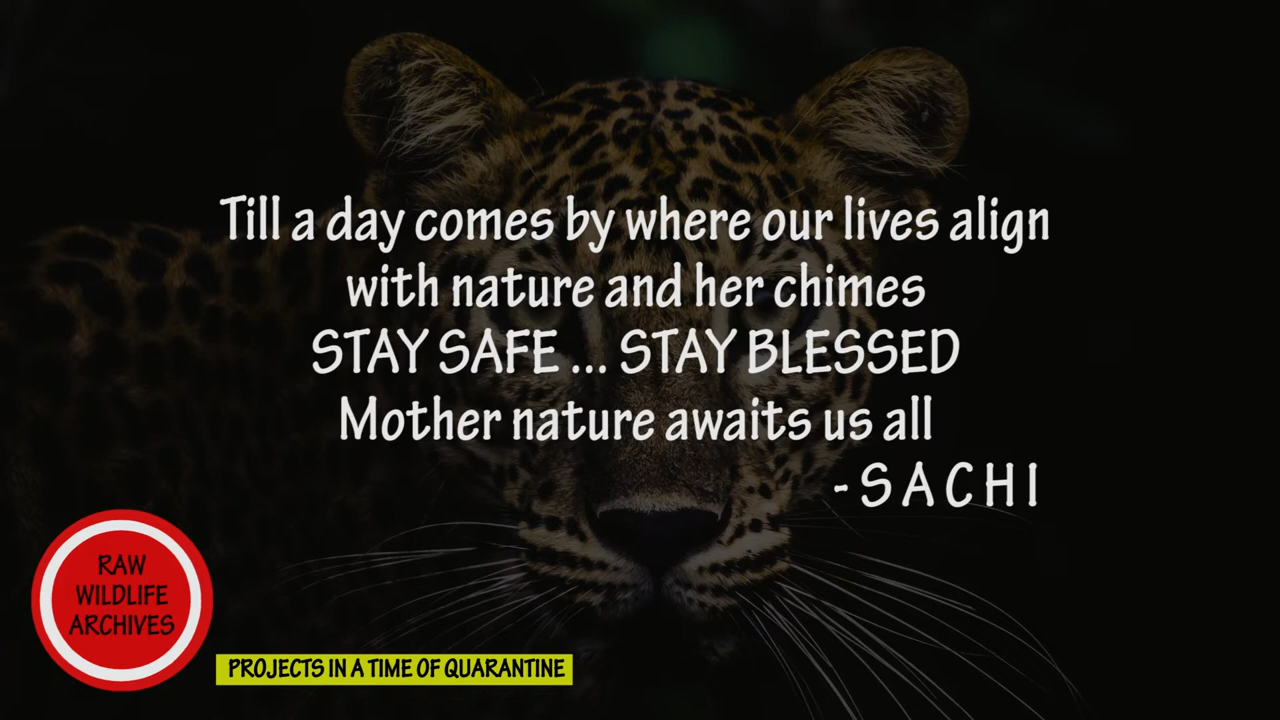 Till a day comes by where our lives align
with nature and her chimes
STAY SAFE ... STAY BLESSED
Mother nature awaits us all
- S A C H I
RAW
WILDLIFE
ARCHIVES
PROJECTS IN A TIME OF QUARANTINE